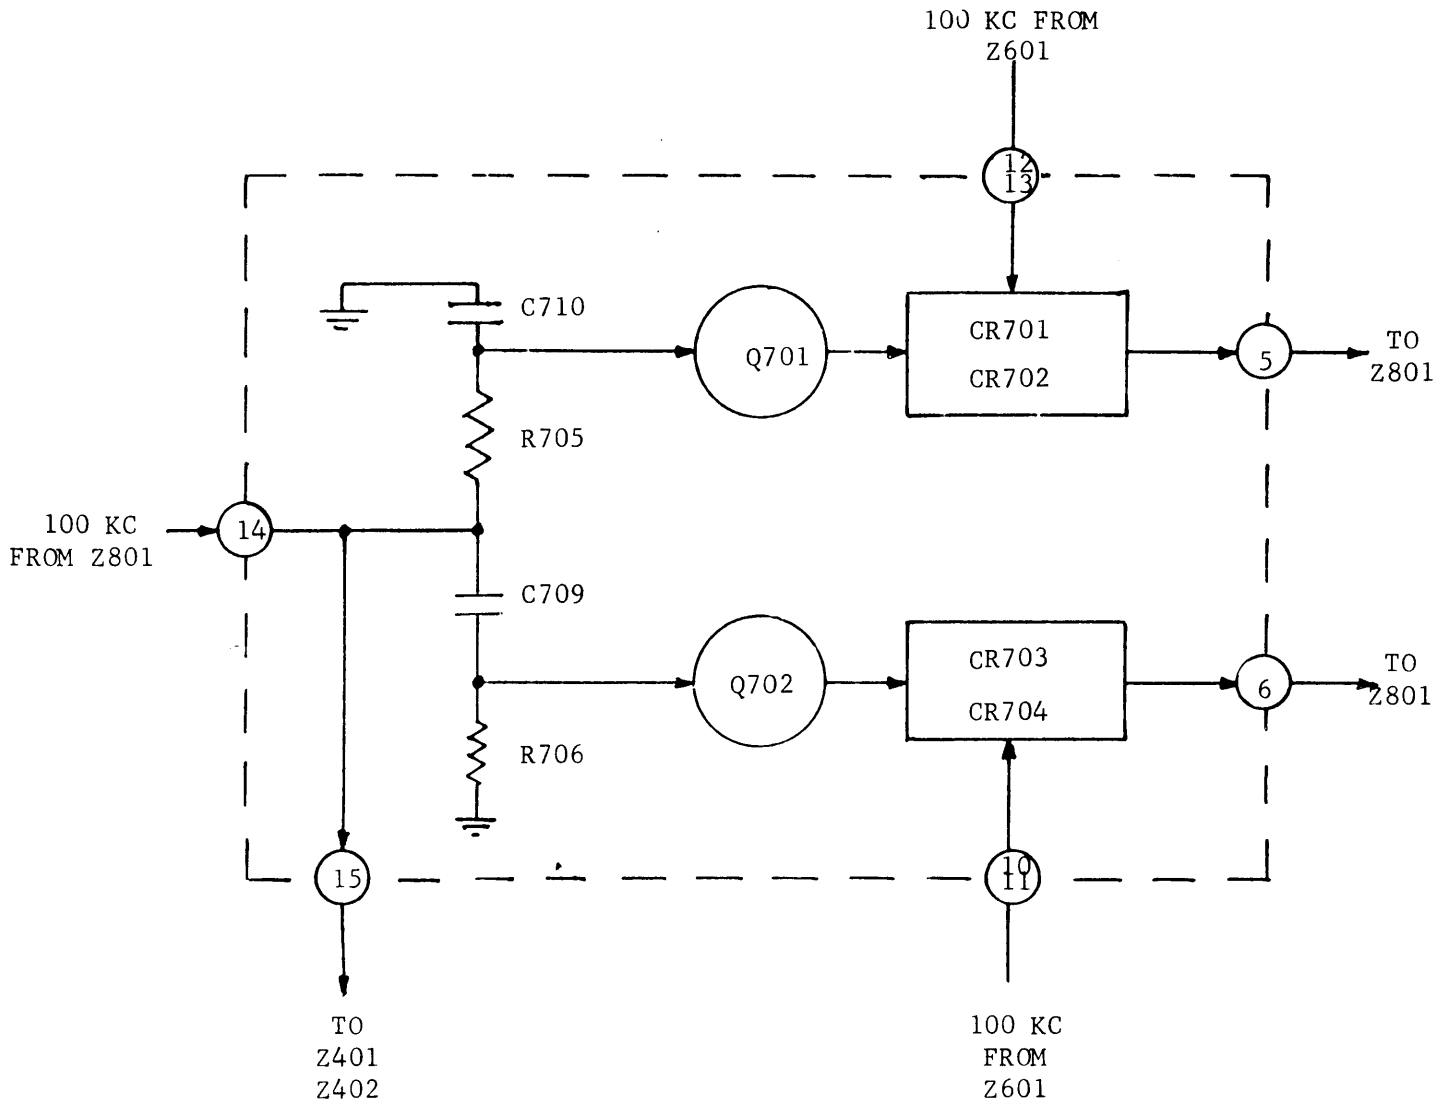 100 KC FROM
Z601
12
13
C710
Q701
CR701
CR702
5
TO
Z801
R705
100 KC
FROM Z801
14
C709
Q702
CR703
CR704
6
TO
Z801
R706
15
10
11
TO
Z401
Z402
100 KC
FROM
Z601